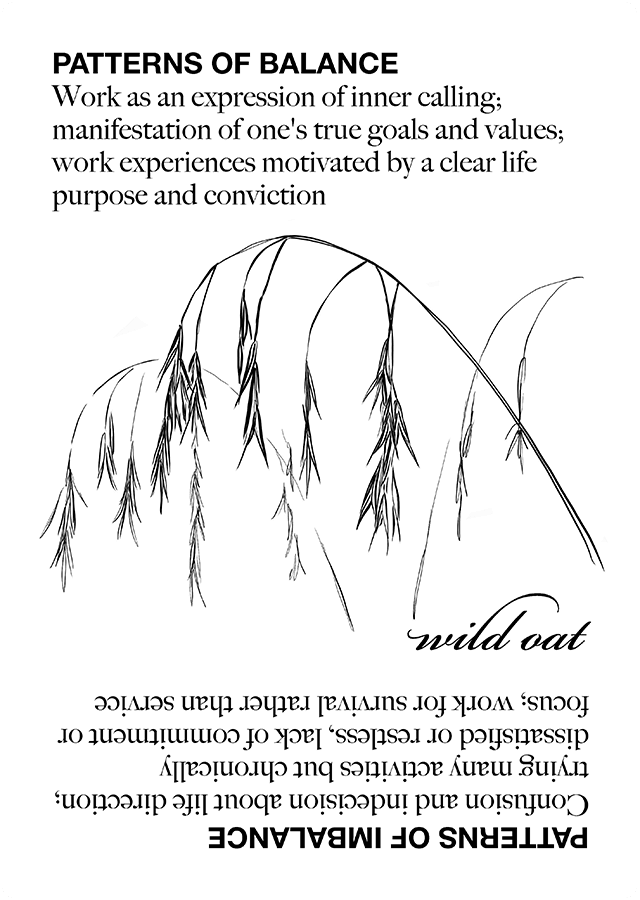 PATTERNS OF BALANCE
Work as an expression of inner calling;
manifestation of one's true goals and values;
work experiences motivated by a clear life
purpose and conviction
wild oat
PATTERNS OF IMBALANCE
Confusion and indecision about life direction;
trying many activities but chronically
dissatisfied or restless, lack of commitment or
focus; work for survival rather than service